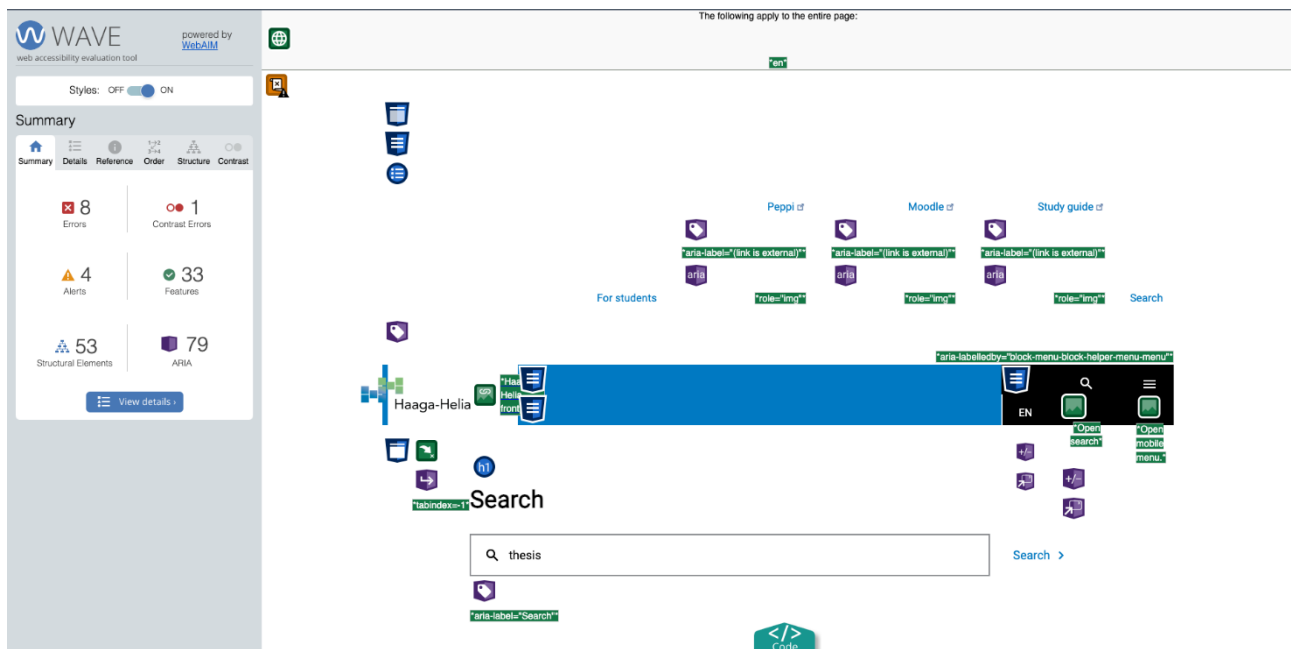 WAVE
powered by
WebAIM
web accessibility evaluation tool
Styles: OFF ON
Summary
Summary Details Reference Order Structure Contrast
8
Errors
1
Contrast Errors
4
Alerts
33
Features
53
Structural Elements
79
ARIA
View details ›
The following apply to the entire page:
*en*
Peppi
Moodle
Study guide
*aria-label="(link is external)"*
*aria-label="(link is external)"*
*aria-label="(link is external)"*
aria
aria
aria
For students
*role="img"*
*role="img"*
*role="img"*
Search
*aria-labelledby="block-menu-block-helper-menu-menu"*
Haaga-Helia
*Haa
Helia
front
EN
*Open
search*
*Open
mobile
menu.*
+/-
+/-
h1
*tabindex=-1*
Search
thesis
Search >
*aria-label="Search"*
</>
Code